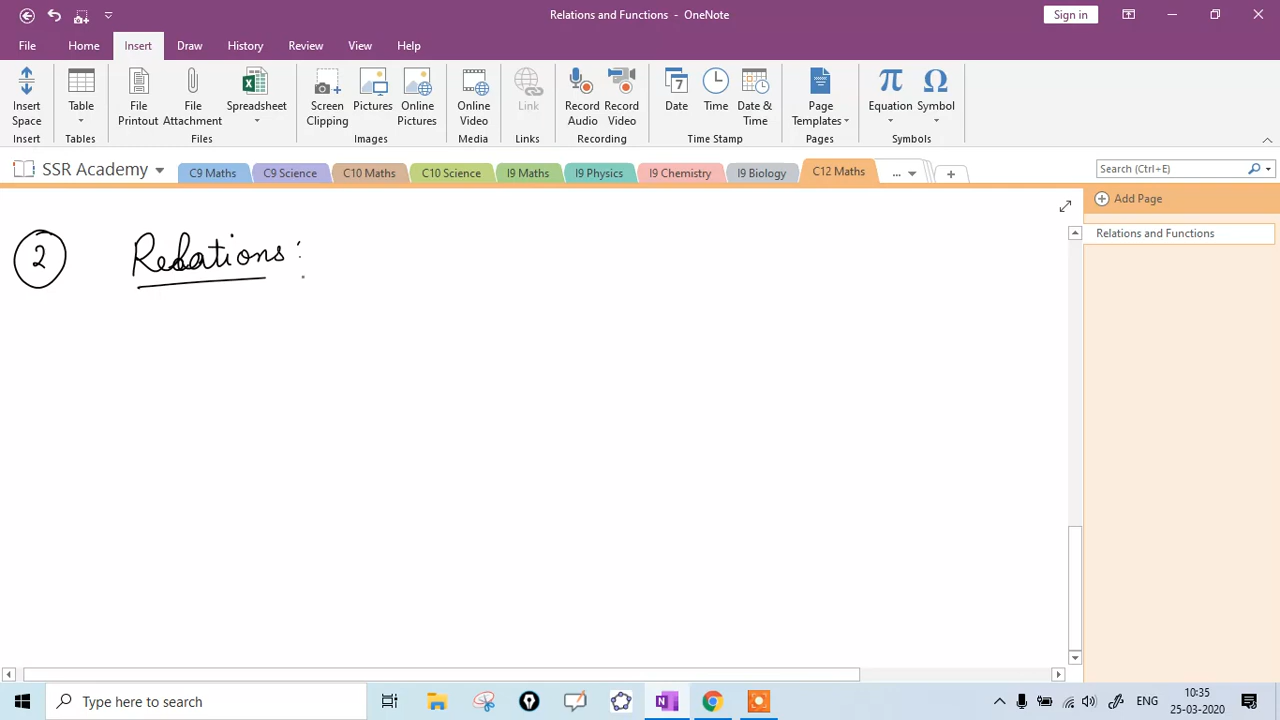 Relations and Functions - OneNote
Sign in
File Home Insert Draw History Review View Help
Insert Space
Table
File Printout
File Attachment
Spreadsheet
Screen Clipping
Pictures
Online Pictures
Online Video
Link
Record Audio
Record Video
Date
Time
Date & Time
Page Templates
Equation
Symbol
Insert Tables Files Images Media Links Recording Time Stamp Pages Symbols
SSR Academy
C9 Maths C9 Science C10 Maths C10 Science I9 Maths I9 Physics I9 Chemistry I9 Biology C12 Maths ...
Search (Ctrl+E)
Add Page
Relations and Functions
2 Relations :
Type here to search
ENG
10:35
25-03-2020